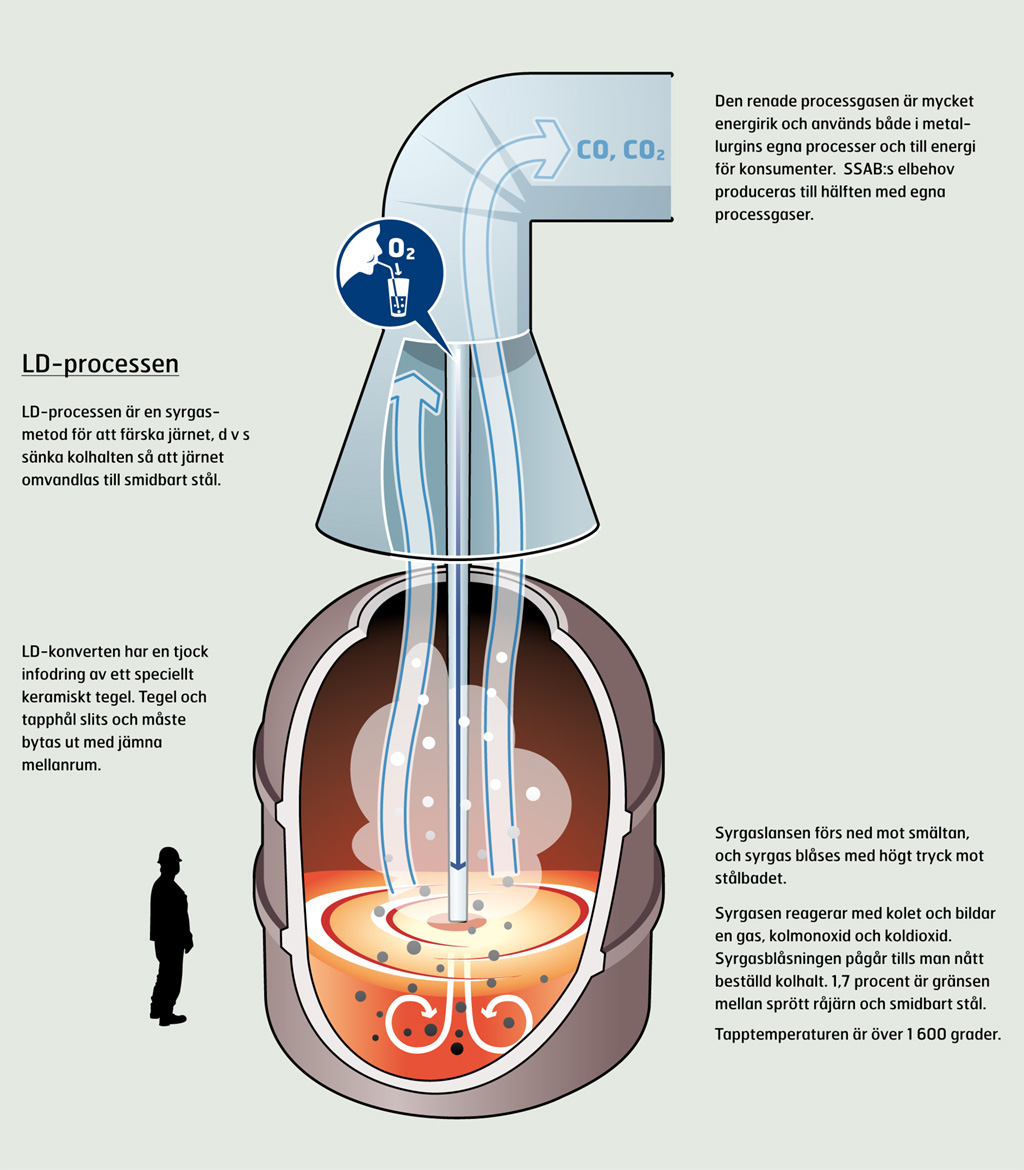 Den renade processgasen är mycket
energirik och används både i metal-
lurgins egna processer och till energi
för konsumenter. SSAB:s elbehov
produceras till hälften med egna
processgaser.
CO, CO₂
O₂
LD-processen
LD-processen är en syrgas-
metod för att färska järnet, d v s
sänka kolhalten så att järnet
omvandlas till smidbart stål.
LD-konverten har en tjock
infodring av ett speciellt
keramiskt tegel. Tegel och
tapphål slits och måste
bytas ut med jämna
mellanrum.
Syrgaslansen förs ned mot smältan,
och syrgas blåses med högt tryck mot
stålbadet.
Syrgasen reagerar med kolet och bildar
en gas, kolmonoxid och koldioxid.
Syrgasblåsningen pågår tills man nått
beställd kolhalt. 1,7 procent är gränsen
mellan sprött råjärn och smidbart stål.
Tapptemperaturen är över 1 600 grader.